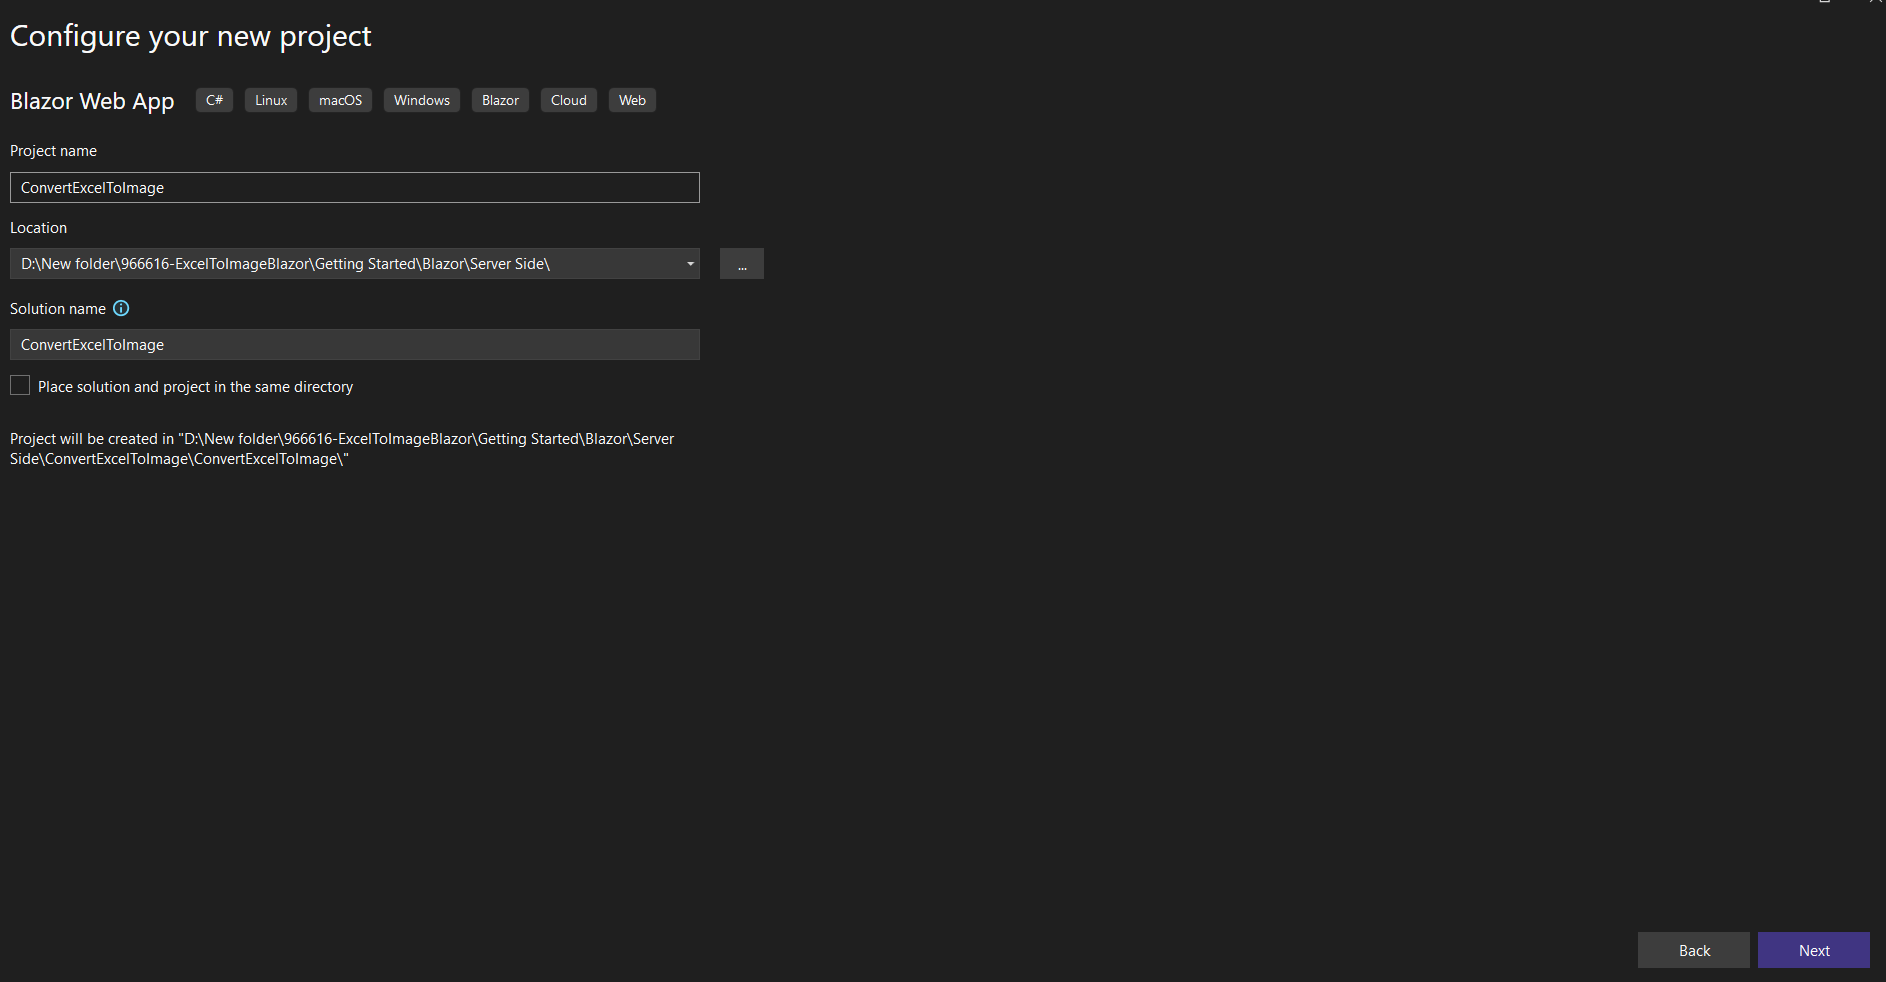 Configure your new project
Blazor Web App C# Linux macOS Windows Blazor Cloud Web
Project name
ConvertExcelToImage
Location
D:\New folder\966616-ExcelToImageBlazor\Getting Started\Blazor\Server Side\
...
Solution name
ConvertExcelToImage
Place solution and project in the same directory
Project will be created in "D:\New folder\966616-ExcelToImageBlazor\Getting Started\Blazor\Server
Side\ConvertExcelToImage\ConvertExcelToImage\"
Back Next